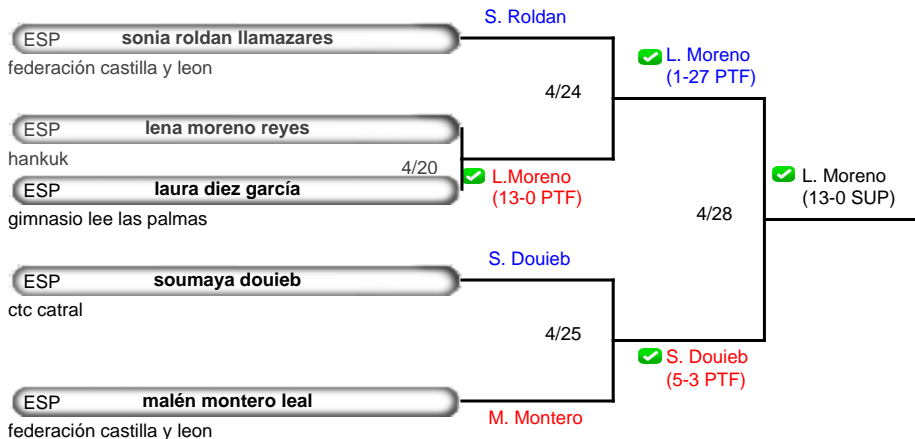 S. Roldan
ESP sonia roldan llamazares
federación castilla y leon
L. Moreno
(1-27 PTF)
4/24
ESP lena moreno reyes
hankuk
4/20
L.Moreno
(13-0 PTF)
ESP laura diez garcía
gimnasio lee las palmas
L. Moreno
(13-0 SUP)
4/28
S. Douieb
ESP soumaya douieb
ctc catral
4/25
S. Douieb
(5-3 PTF)
ESP malén montero leal
M. Montero
federación castilla y leon